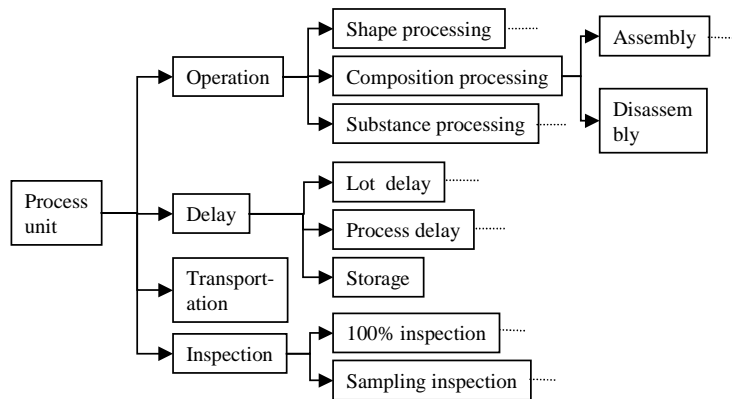 Shape processing
Assembly
Operation
Composition processing
Substance processing
Disassem
bly
Process
unit
Lot delay
Delay
Process delay
Transport-
ation
Storage
100% inspection
Inspection
Sampling inspection